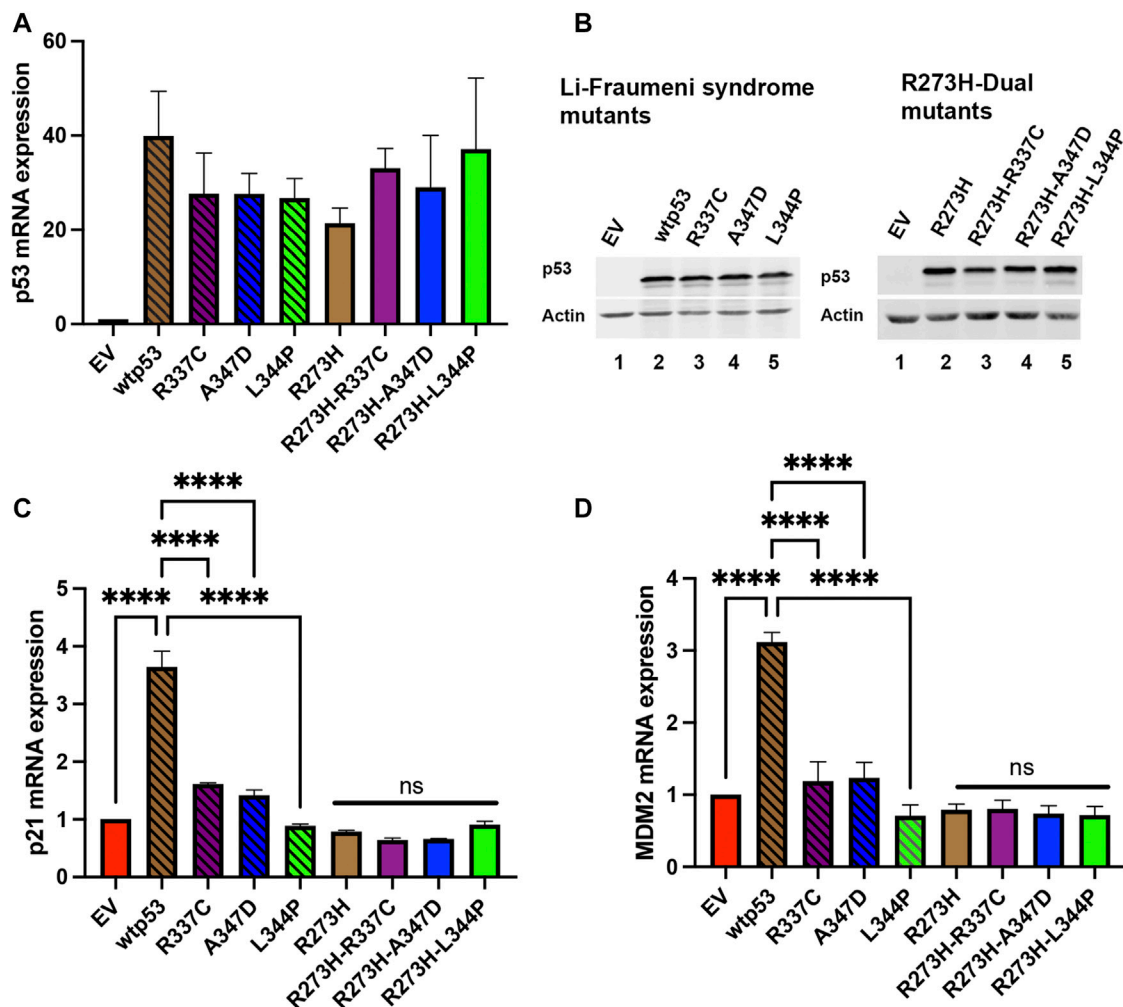 A
p53 mRNA expression
60
40
20
0
EV
wtp53
R337C
A347D
L344P
R273H
R273H-R337C
R273H-A347D
R273H-L344P
B
Li-Fraumeni syndrome
mutants
R273H-Dual
mutants
EV
wtp53
R337C
A347D
L344P
EV
R273H
R273H-R337C
R273H-A347D
R273H-L344P
p53
Actin
1
2
3
4
5
p53
Actin
1
2
3
4
5
C
p21 mRNA expression
5
4
3
2
1
0
****
****
****
****
ns
EV
wtp53
R337C
A347D
L344P
R273H
R273H-R337C
R273H-A347D
R273H-L344P
D
MDM2 mRNA expression
4
3
2
1
0
****
****
****
****
ns
EV
wtp53
R337C
A347D
L344P
R273H
R273H-R337C
R273H-A347D
R273H-L344P